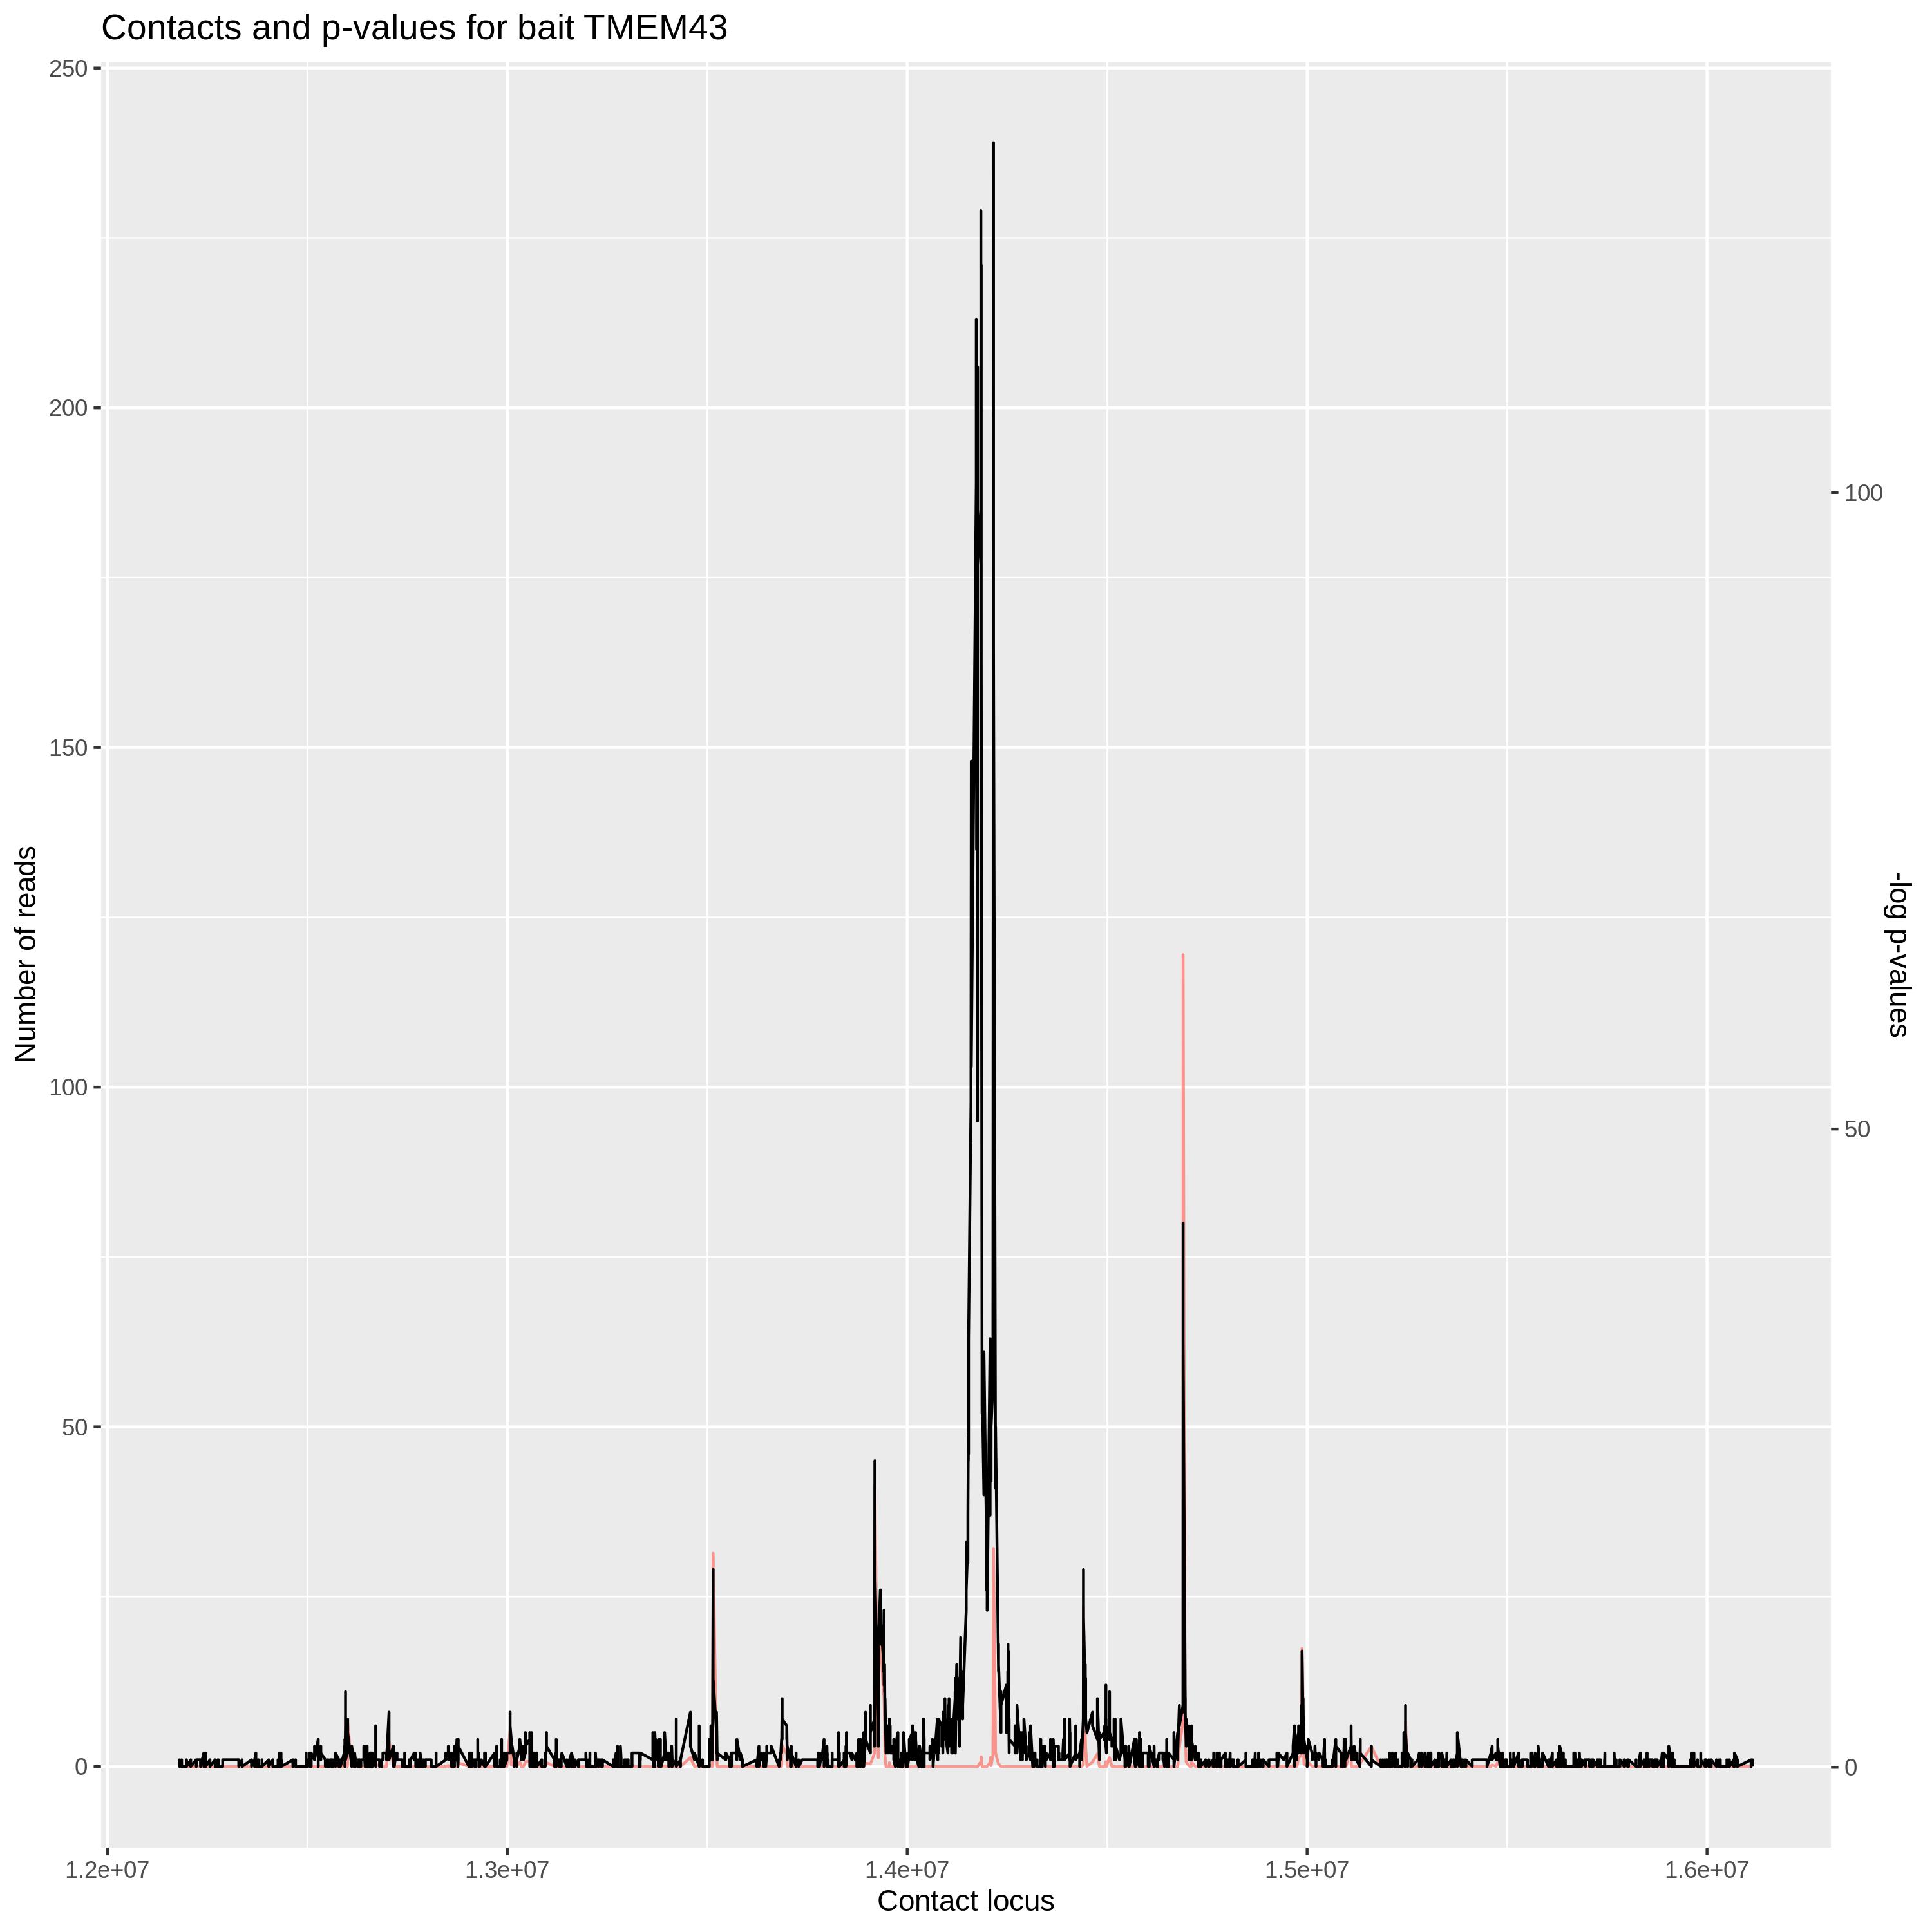 Contacts and p-values for bait TMEM43
250
200
150
100
50
0
Number of reads
100
50
0
-log p-values
1.2e+07
1.3e+07
1.4e+07
1.5e+07
1.6e+07
Contact locus